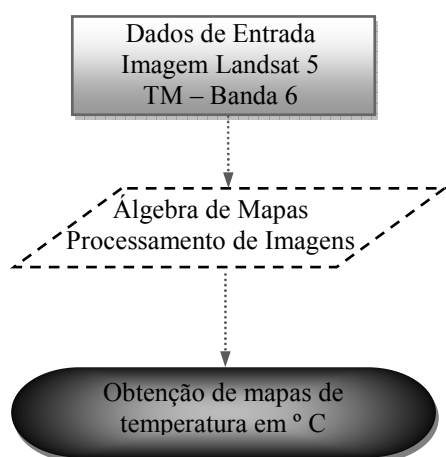 Dados de Entrada
Imagem Landsat 5
TM – Banda 6
Álgebra de Mapas
Processamento de Imagens
Obtenção de mapas de
temperatura em º C